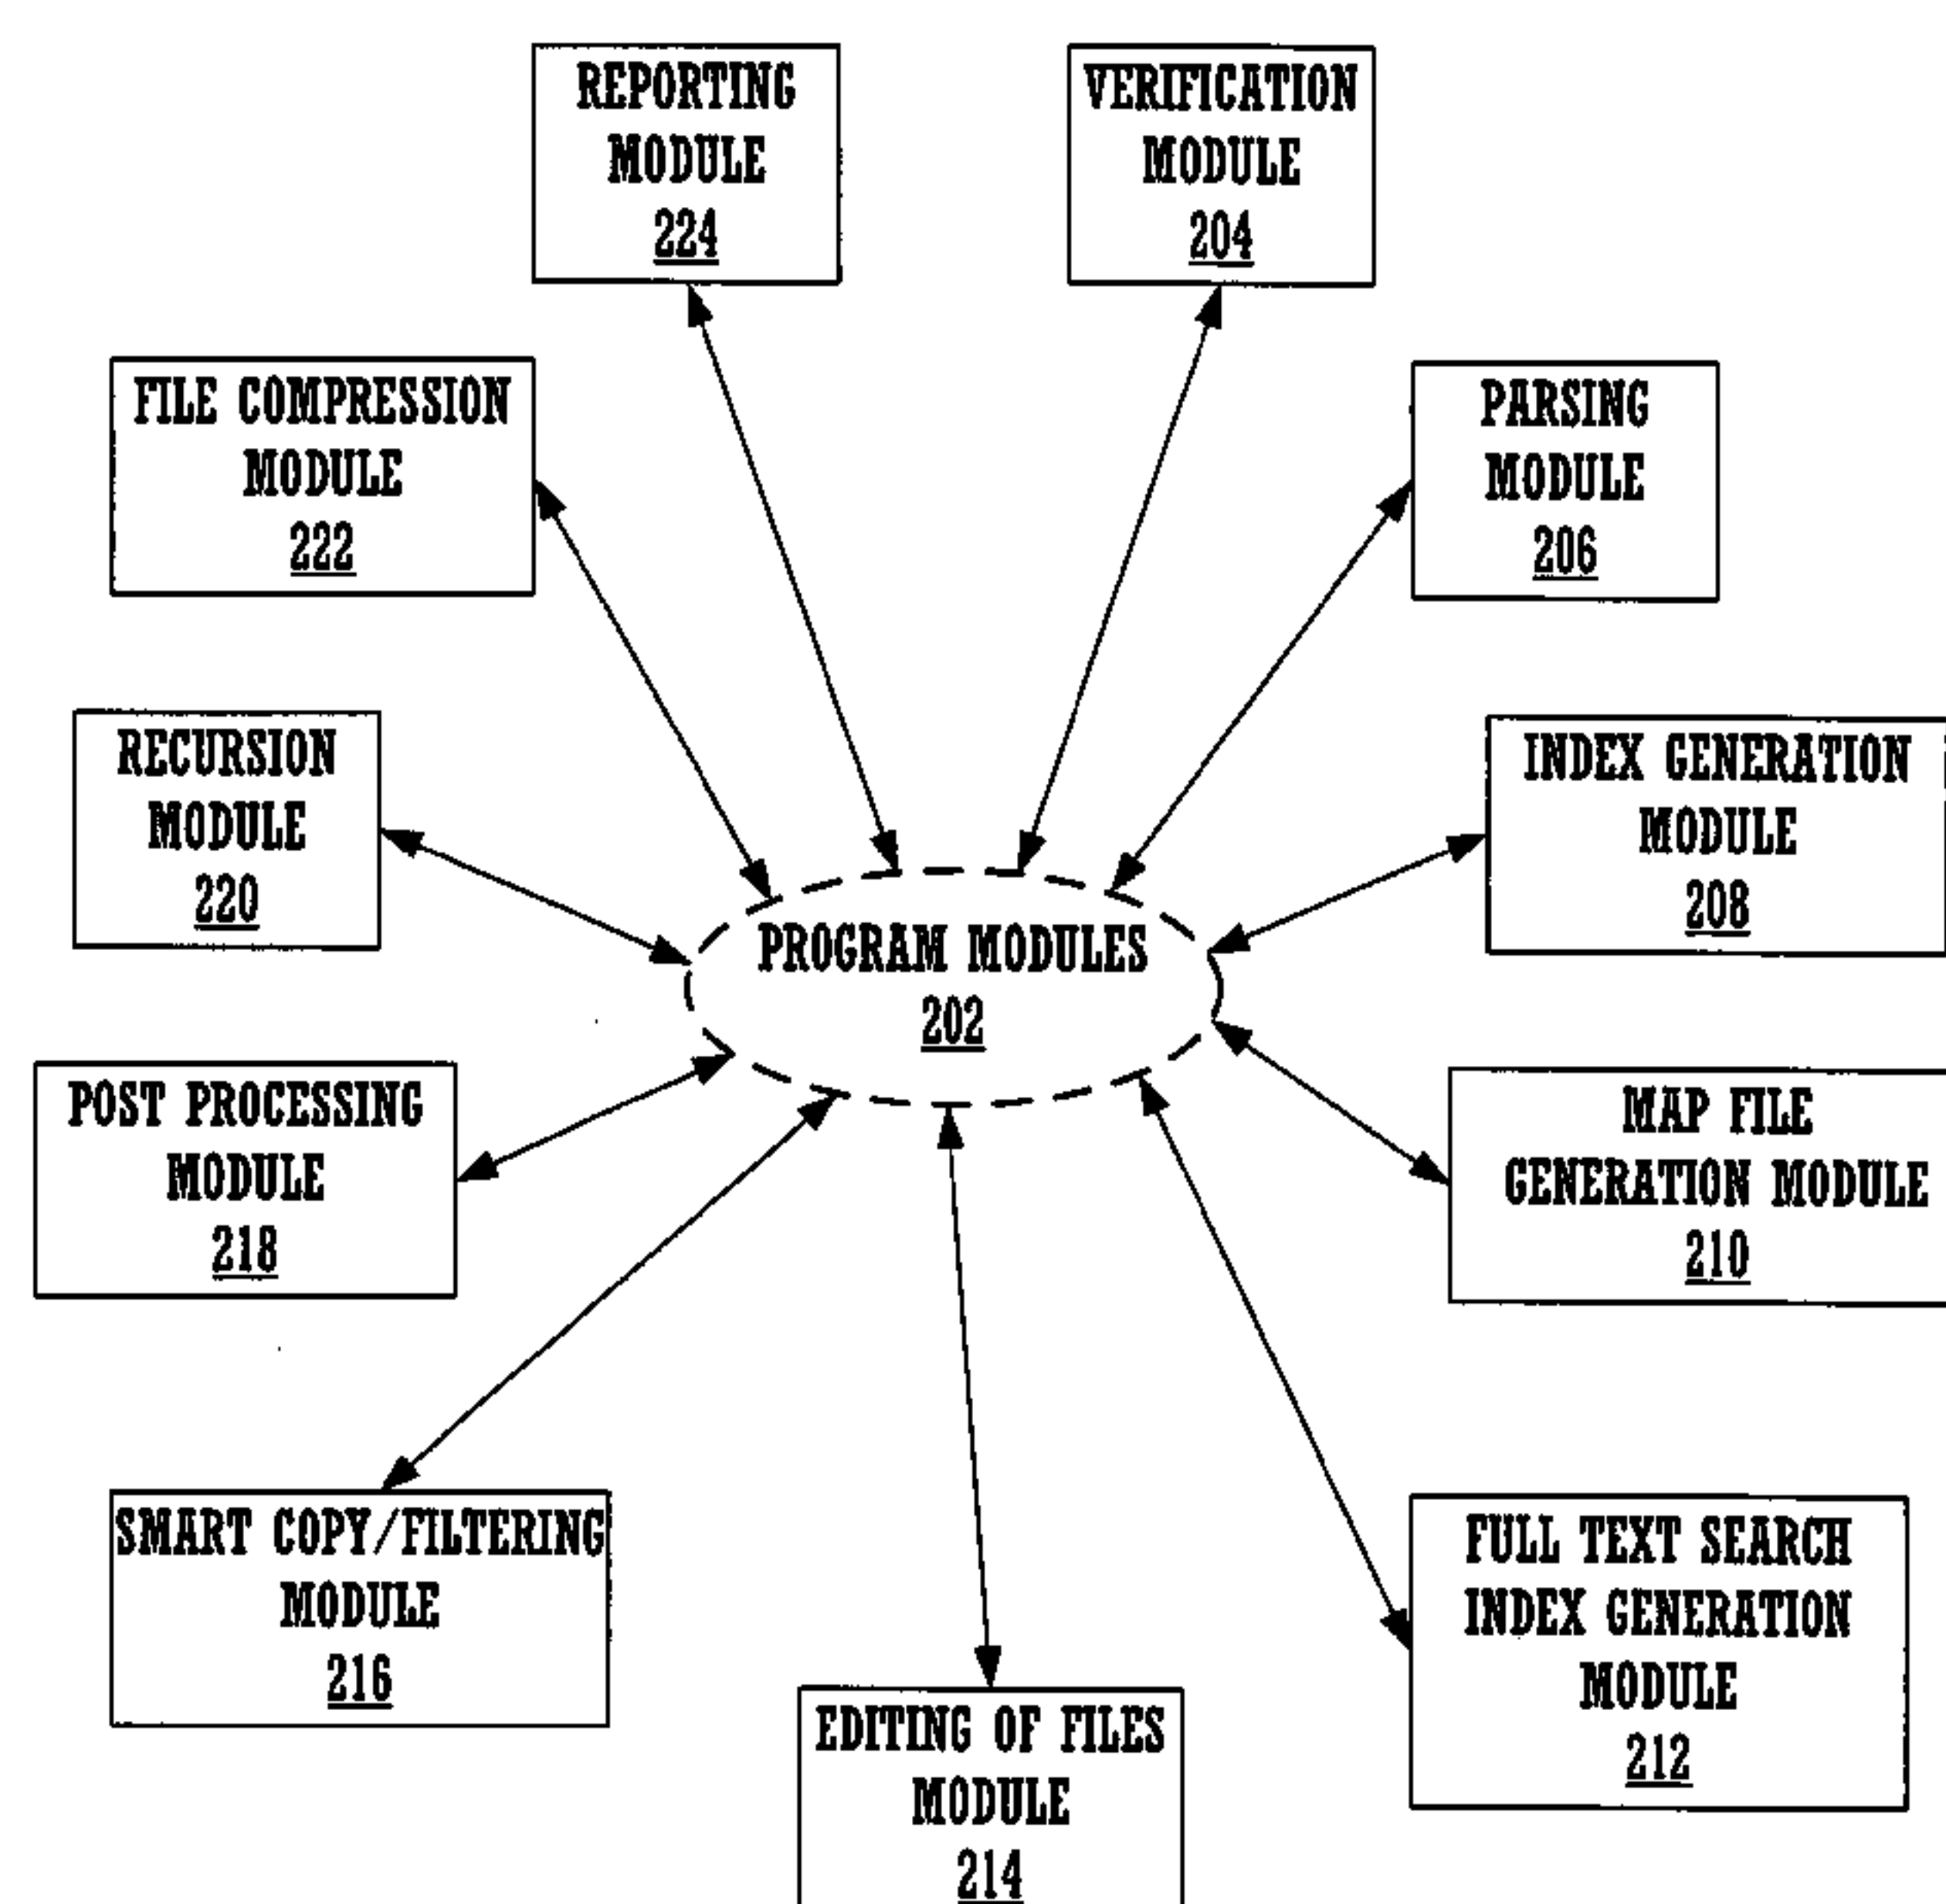 REPORTING
MODULE
224
VERIFICATION
MODULE
204
FILE COMPRESSION
MODULE
222
PARSING
MODULE
206
RECURSION
MODULE
220
INDEX GENERATION
MODULE
208
PROGRAM MODULES
202
POST PROCESSING
MODULE
218
MAP FILE
GENERATION MODULE
210
SMART COPY/FILTERING
MODULE
216
FULL TEXT SEARCH
INDEX GENERATION
MODULE
212
EDITING OF FILES
MODULE
214